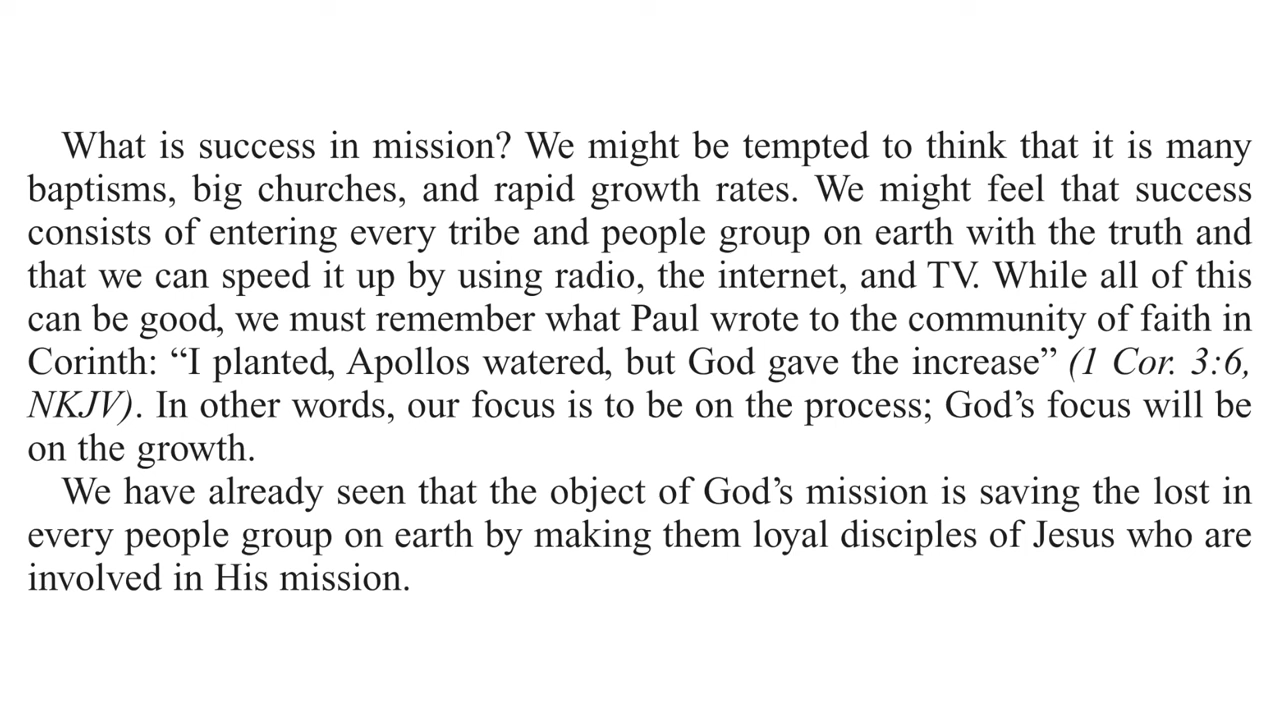 What is success in mission? We might be tempted to think that it is many
baptisms, big churches, and rapid growth rates. We might feel that success
consists of entering every tribe and people group on earth with the truth and
that we can speed it up by using radio, the internet, and TV. While all of this
can be good, we must remember what Paul wrote to the community of faith in
Corinth: “I planted, Apollos watered, but God gave the increase” (1 Cor. 3:6,
NKJV). In other words, our focus is to be on the process; God’s focus will be
on the growth.
We have already seen that the object of God’s mission is saving the lost in
every people group on earth by making them loyal disciples of Jesus who are
involved in His mission.